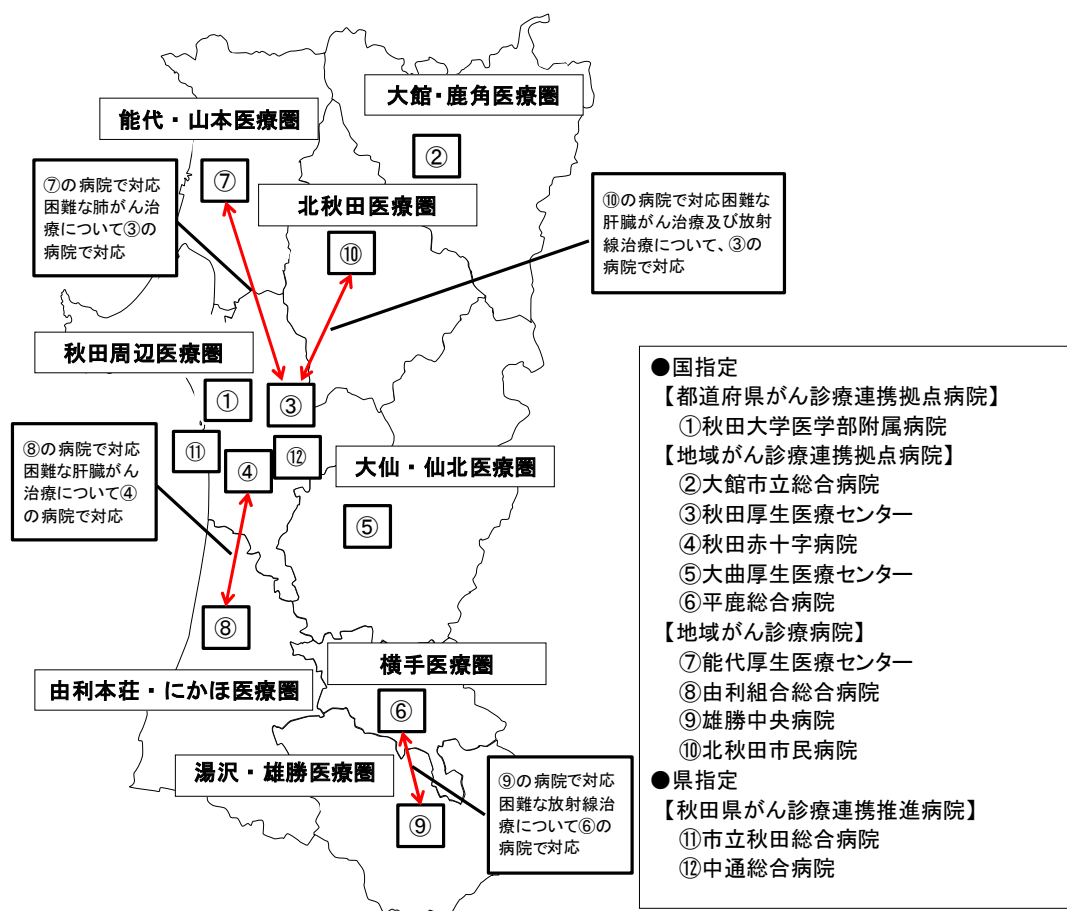 大館・鹿角医療圏
能代・山本医療圏
②
⑦の病院で対応
困難な肺がん治
療について③の
病院で対応
⑦
北秋田医療圏
⑩の病院で対応困難な
肝臓がん治療及び放射
線治療について、③の
病院で対応
⑩
秋田周辺医療圏
①
③
⑧の病院で対応
困難な肝臓がん
治療について④
の病院で対応
⑪
④
⑫
大仙・仙北医療圏
⑤
⑧
由利本荘・にかほ医療圏
横手医療圏
⑥
湯沢・雄勝医療圏
⑨
⑨の病院で対応
困難な放射線治
療について⑥の
病院で対応
●国指定
【都道府県がん診療連携拠点病院】
①秋田大学医学部附属病院
【地域がん診療連携拠点病院】
②大館市立総合病院
③秋田厚生医療センター
④秋田赤十字病院
⑤大曲厚生医療センター
⑥平鹿総合病院
【地域がん診療病院】
⑦能代厚生医療センター
⑧由利組合総合病院
⑨雄勝中央病院
⑩北秋田市民病院
●県指定
【秋田県がん診療連携推進病院】
⑪市立秋田総合病院
⑫中通総合病院